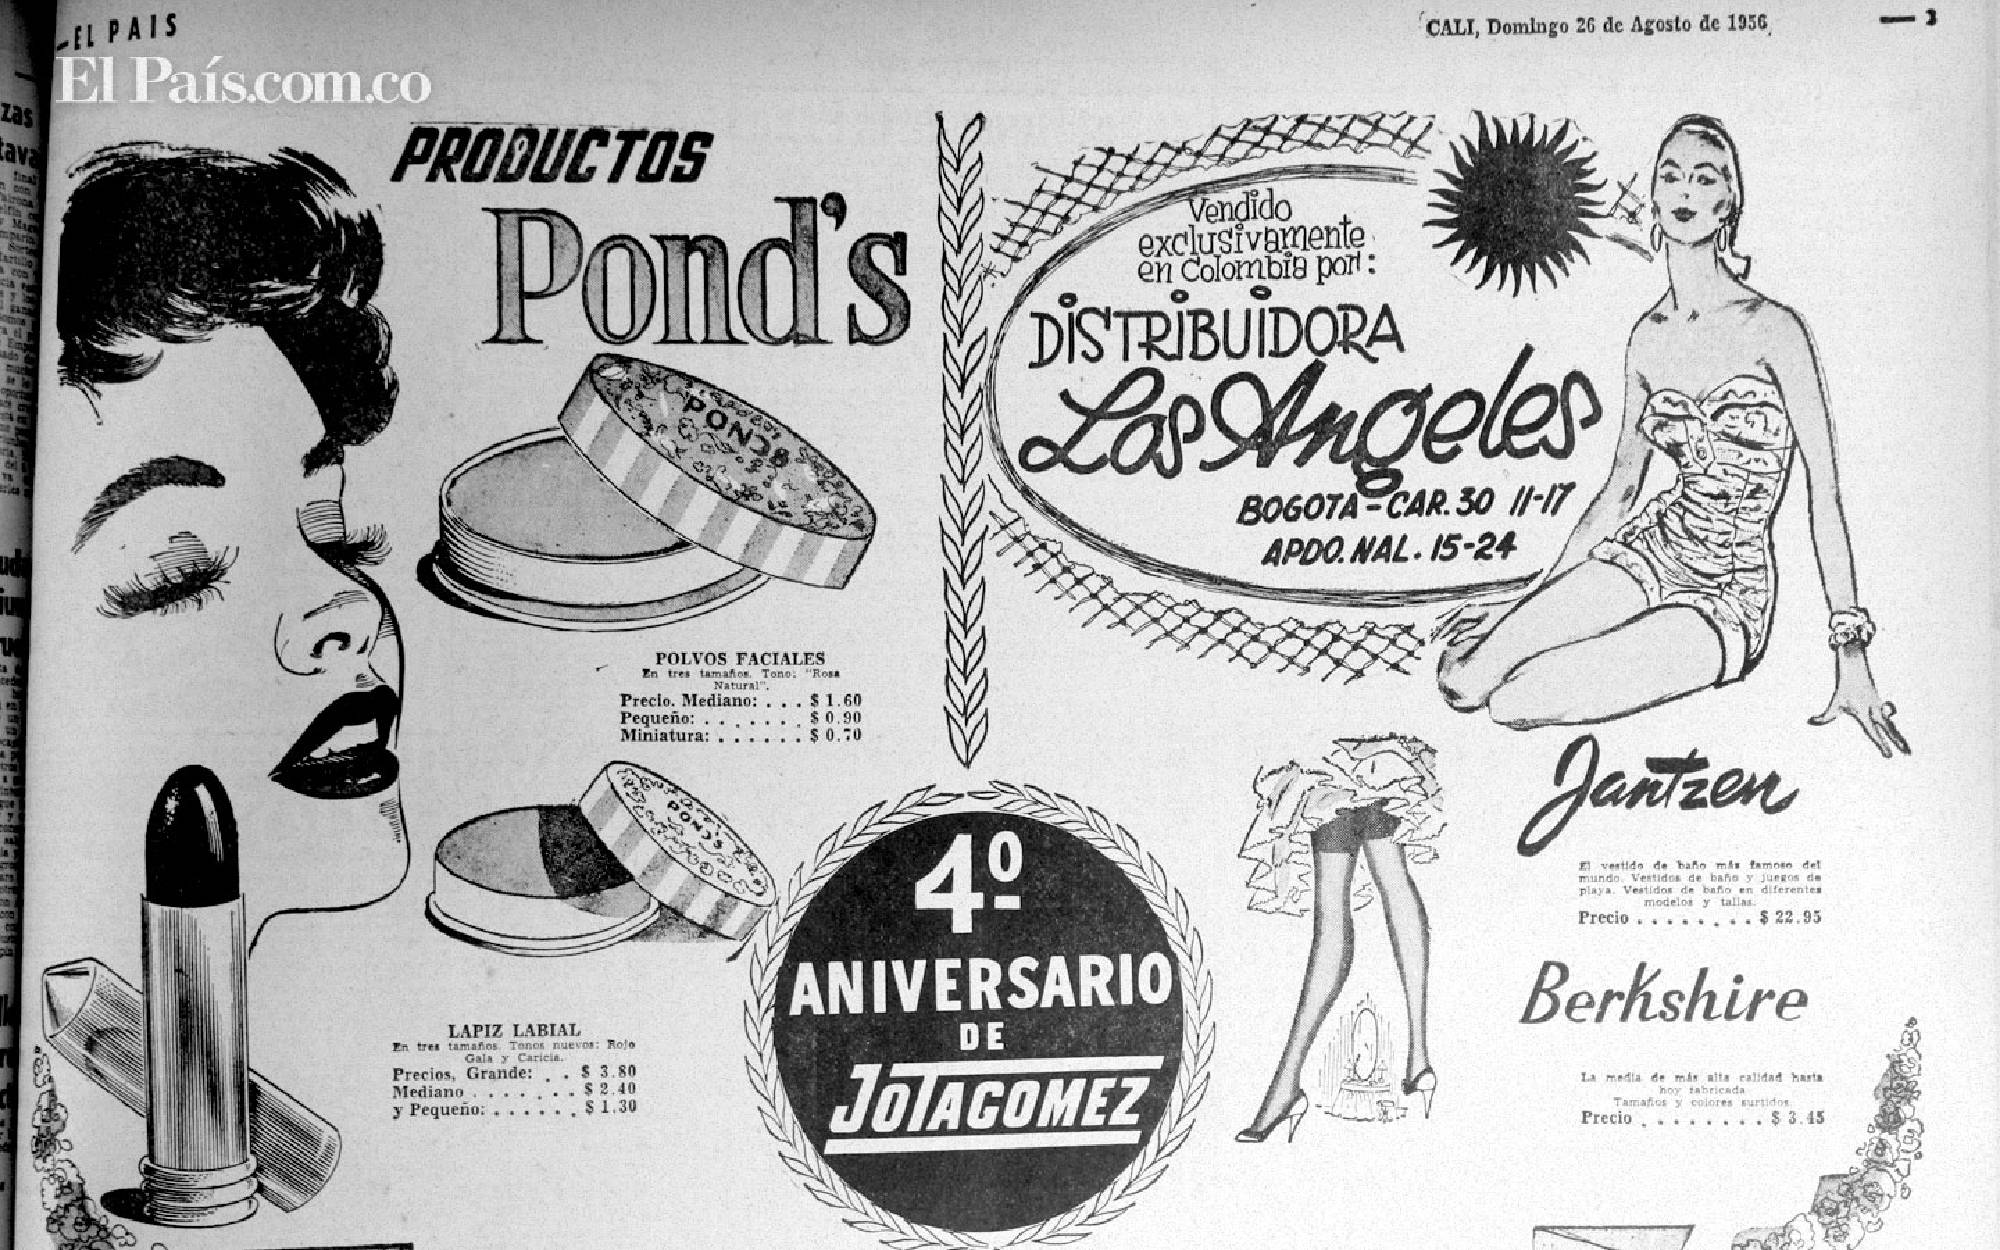 EL PAIS
CALI, Domingo 26 de Agosto de 1956
— 3
El País.com.co
PRODUCTOS
Pond's
POND'S
POLVOS FACIALES
En tres tamaños. Tono: "Rosa
Natural".
Precio. Mediano: . . . $ 1.60
Pequeño: . . . . . . . $ 0.90
Miniatura: . . . . . . $ 0.70
POND'S
LAPIZ LABIAL
En tres tamaños. Tonos nuevos: Rojo
Gala y Caricia.
Precios, Grande: . . $ 3.80
Mediano . . . . . . . $ 2.40
y Pequeño: . . . . . . $ 1.30
Vendido
exclusivamente
en Colombia por:
DISTRIBUIDORA
Los Angeles
BOGOTA - CAR. 30 11-17
APDO. NAL. 15-24
4º
ANIVERSARIO
DE
JOTAGOMEZ
Jantzen
El vestido de baño más famoso del
mundo. Vestidos de baño y juegos de
playa. Vestidos de baño en diferentes
modelos y tallas.
Precio . . . . . . . . $ 22.95
Berkshire
La media de más alta calidad hasta
hoy fabricada.
Tamaños y colores surtidos.
Precio . . . . . . . . $ 3.45